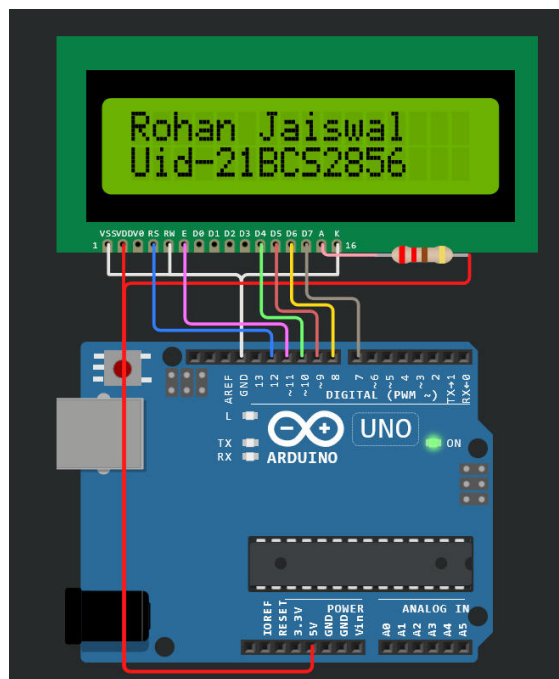 Rohan Jaiswal
Uid-21BCS2856
VSS VDD V0 RS RW E D0 D1 D2 D3 D4 D5 D6 D7 A K
1 16
AREF GND 13 12 ~11 ~10 ~9 8 7 ~6 ~5 4 ~3 2 TX→1 RX←0
DIGITAL (PWM ~)
L
TX
RX
ARDUINO
UNO
ON
POWER
ANALOG IN
IOREF RESET 3.3V 5V GND GND Vin A0 A1 A2 A3 A4 A5